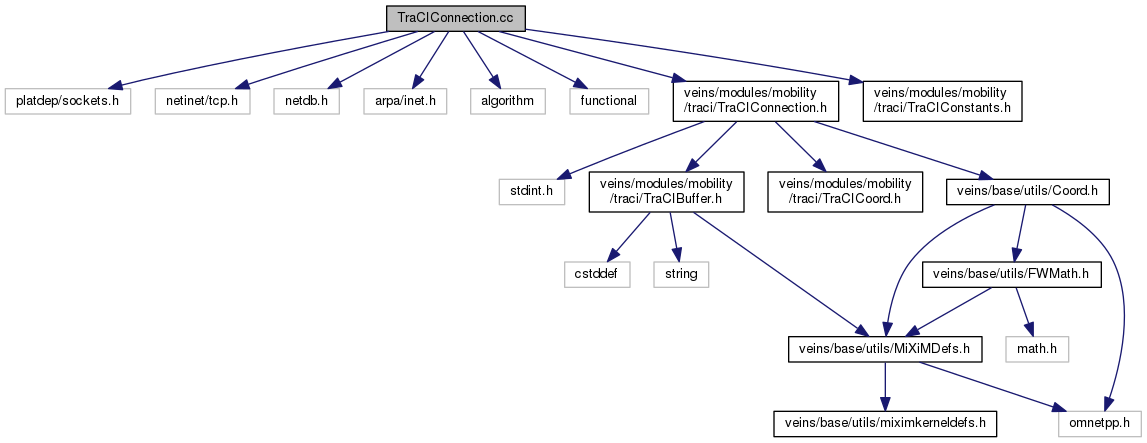 TraCIConnection.cc
platdep/sockets.h
netinet/tcp.h
netdb.h
arpa/inet.h
algorithm
functional
veins/modules/mobility
/traci/TraCIConnection.h
veins/modules/mobility
/traci/TraCIConstants.h
stdint.h
veins/modules/mobility
/traci/TraCIBuffer.h
veins/modules/mobility
/traci/TraCICoord.h
veins/base/utils/Coord.h
cstddef
string
veins/base/utils/FWMath.h
veins/base/utils/MiXiMDefs.h
math.h
veins/base/utils/miximkerneldefs.h
omnetpp.h